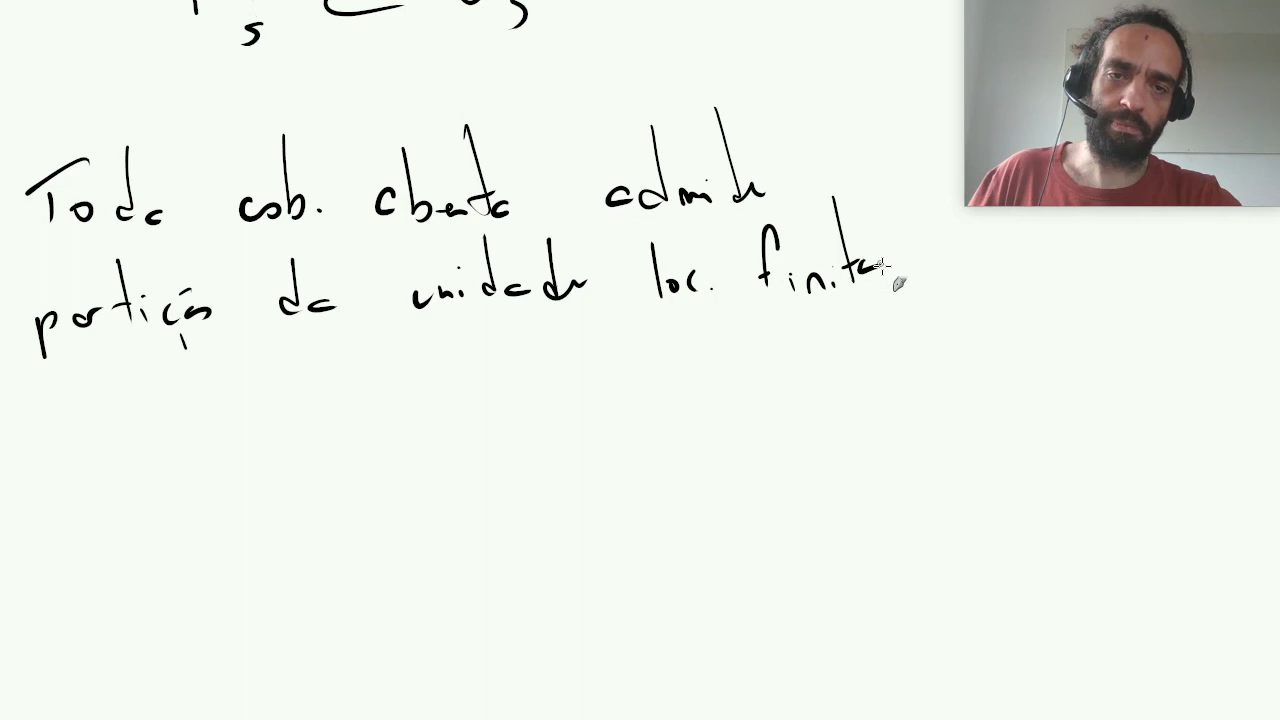 s
Toda cob. aberta admite
partição da unidade loc. finita.